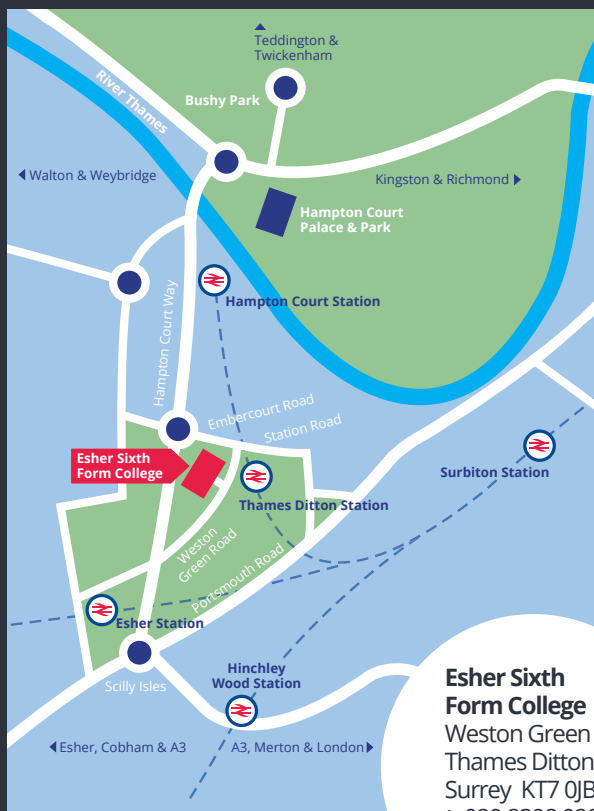 Teddington &
Twickenham
River Thames
Bushy Park
Walton & Weybridge
Kingston & Richmond
Hampton Court
Palace & Park
Hampton Court Station
Hampton Court Way
Embercourt Road
Station Road
Esher Sixth
Form College
Surbiton Station
Thames Ditton Station
Weston
Green Road
Portsmouth Road
Esher Station
Hinchley
Wood Station
Scilly Isles
Esher, Cobham & A3
A3, Merton & London
Esher Sixth
Form College
Weston Green
Thames Ditton
Surrey KT7 0JB